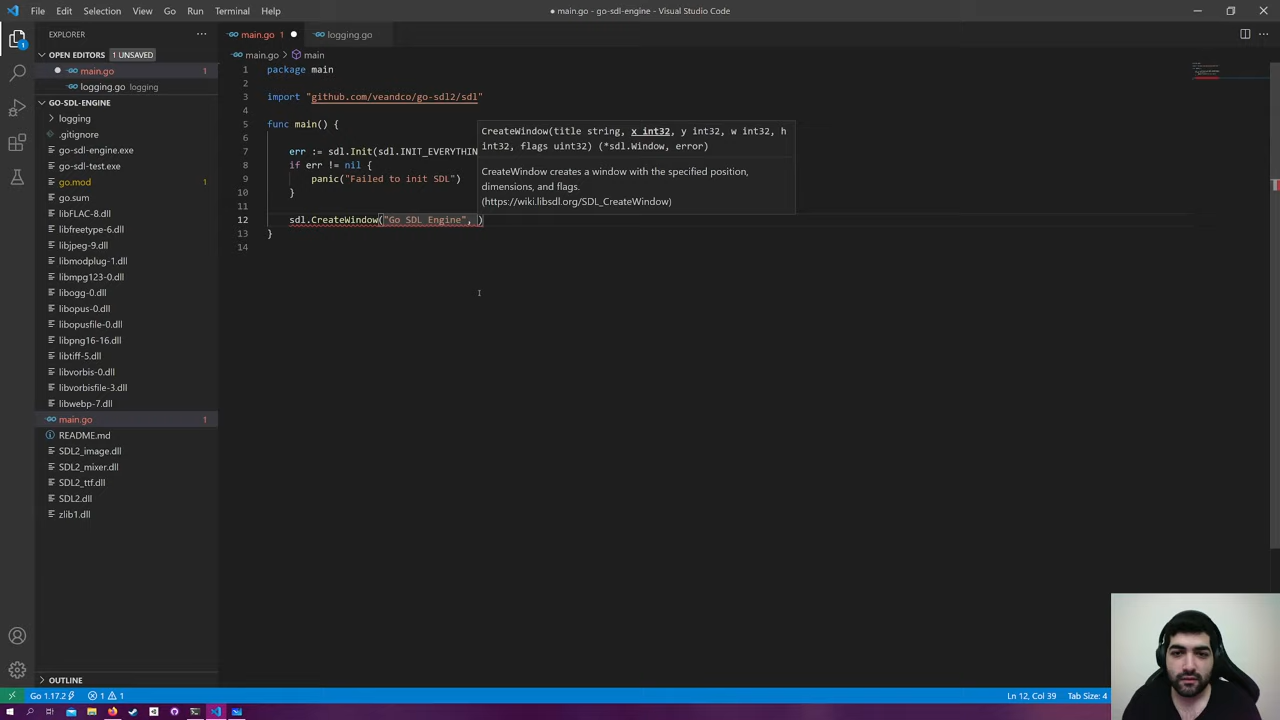 File Edit Selection View Go Run Terminal Help
● main.go - go-sdl-engine - Visual Studio Code
EXPLORER
main.go 1
logging.go
OPEN EDITORS 1 UNSAVED
main.go > main
main.go 1
logging.go logging
GO-SDL-ENGINE
logging
.gitignore
go-sdl-engine.exe
go-sdl-test.exe
go.mod 1
go.sum
libFLAC-8.dll
libfreetype-6.dll
libjpeg-9.dll
libmodplug-1.dll
libmpg123-0.dll
libogg-0.dll
libopus-0.dll
libopusfile-0.dll
libpng16-16.dll
libtiff-5.dll
libvorbis-0.dll
libvorbisfile-3.dll
libwebp-7.dll
main.go 1
README.md
SDL2_image.dll
SDL2_mixer.dll
SDL2_ttf.dll
SDL2.dll
zlib1.dll
OUTLINE
1 package main
2
3 import "github.com/veandco/go-sdl2/sdl"
4
5 func main() {
6
7 err := sdl.Init(sdl.INIT_EVERYTHIN
8 if err != nil {
9 panic("Failed to init SDL")
10 }
11
12 sdl.CreateWindow("Go SDL Engine", )
13 }
14
CreateWindow(title string, x int32, y int32, w int32, h
int32, flags uint32) (*sdl.Window, error)
CreateWindow creates a window with the specified position,
dimensions, and flags.
(https://wiki.libsdl.org/SDL_CreateWindow)
Go 1.17.2 1 1
Ln 12, Col 39 Tab Size: 4